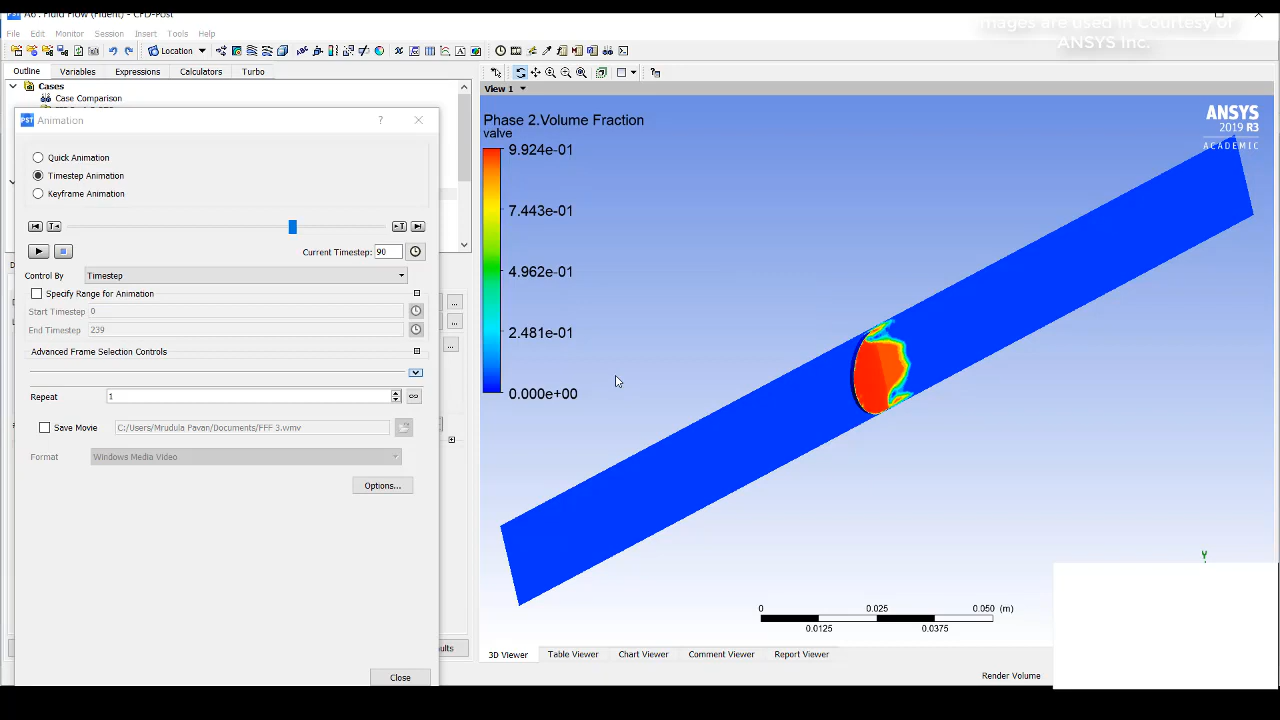 A6 : Fluid Flow (Fluent) - CFD-Post
images are used in Courtesy of
ANSYS Inc.
File Edit Monitor Session Insert Tools Help
Location
Outline Variables Expressions Calculators Turbo
Cases
Case Comparison
View 1
Animation
Quick Animation
Timestep Animation
Keyframe Animation
Current Timestep: 90
Control By Timestep
Specify Range for Animation
Start Timestep 0
End Timestep 239
Advanced Frame Selection Controls
Repeat 1
Save Movie C:/Users/Mrudula Pavan/Documents/FFF 3.wmv
Format Windows Media Video
Options...
Close
ults
Phase 2.Volume Fraction
valve
9.924e-01
7.443e-01
4.962e-01
2.481e-01
0.000e+00
ANSYS
2019 R3
ACADEMIC
Y
0 0.025 0.050 (m)
0.0125 0.0375
3D Viewer Table Viewer Chart Viewer Comment Viewer Report Viewer
Render Volume